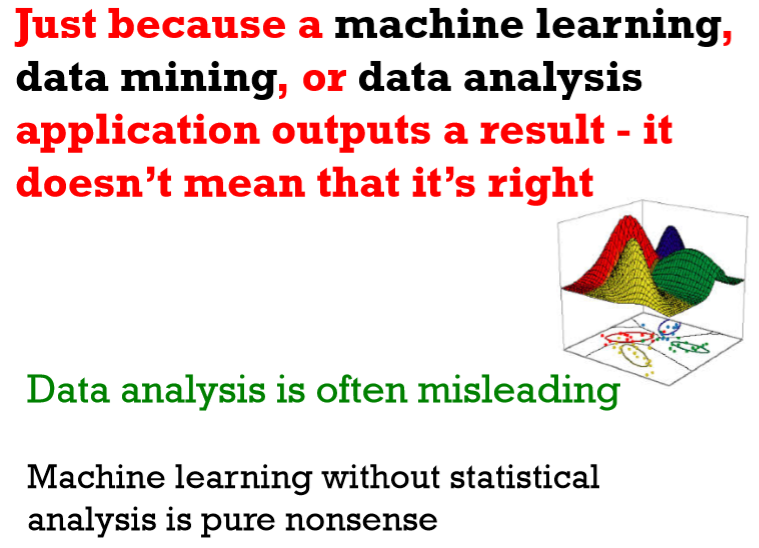 Just because a machine learning,
data mining, or data analysis
application outputs a result - it
doesn’t mean that it’s right
Data analysis is often misleading
Machine learning without statistical
analysis is pure nonsense